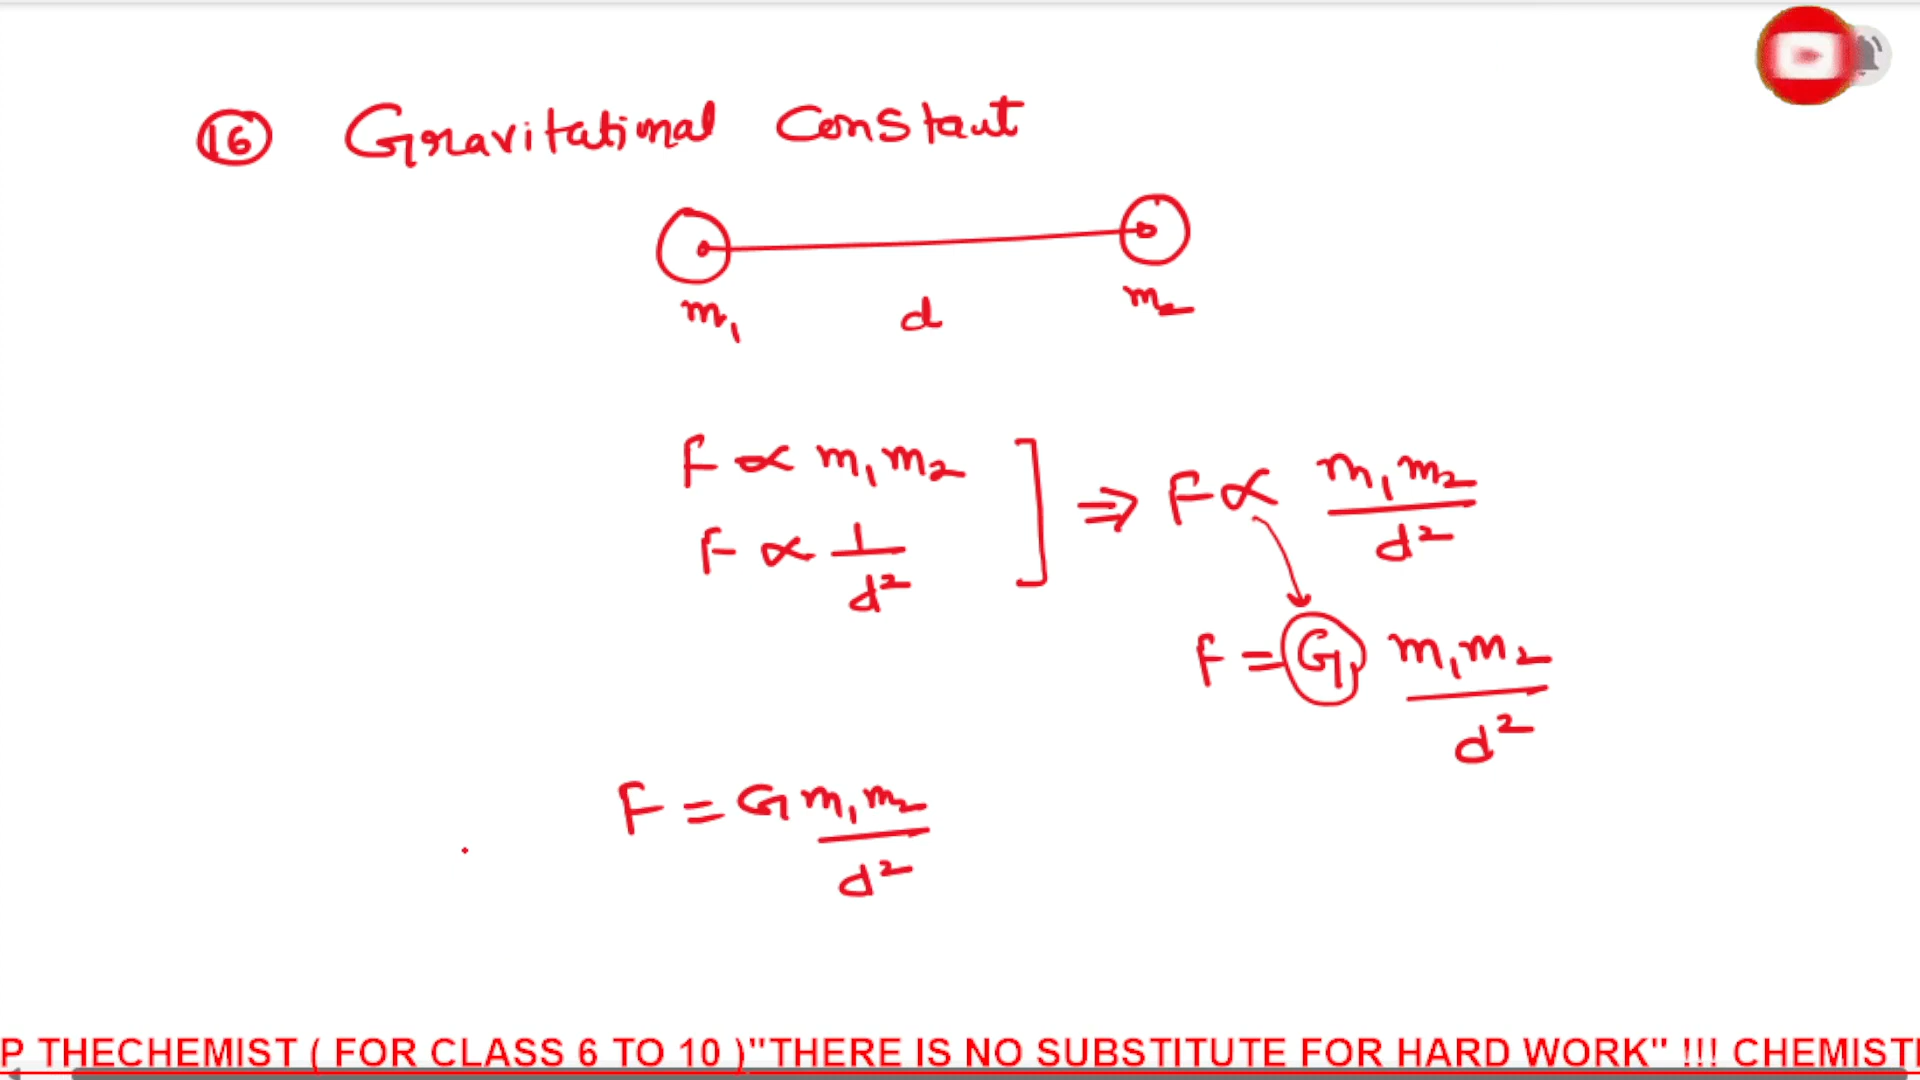 16 Gravitational Constant
m₁ d m₂
F ∝ m₁m₂
F ∝ 1/d²
⇒ F ∝ m₁m₂/d²
F = G m₁m₂/d²
F = G m₁m₂/d²
P THECHEMIST ( FOR CLASS 6 TO 10 )"THERE IS NO SUBSTITUTE FOR HARD WORK" !!! CHEMIST